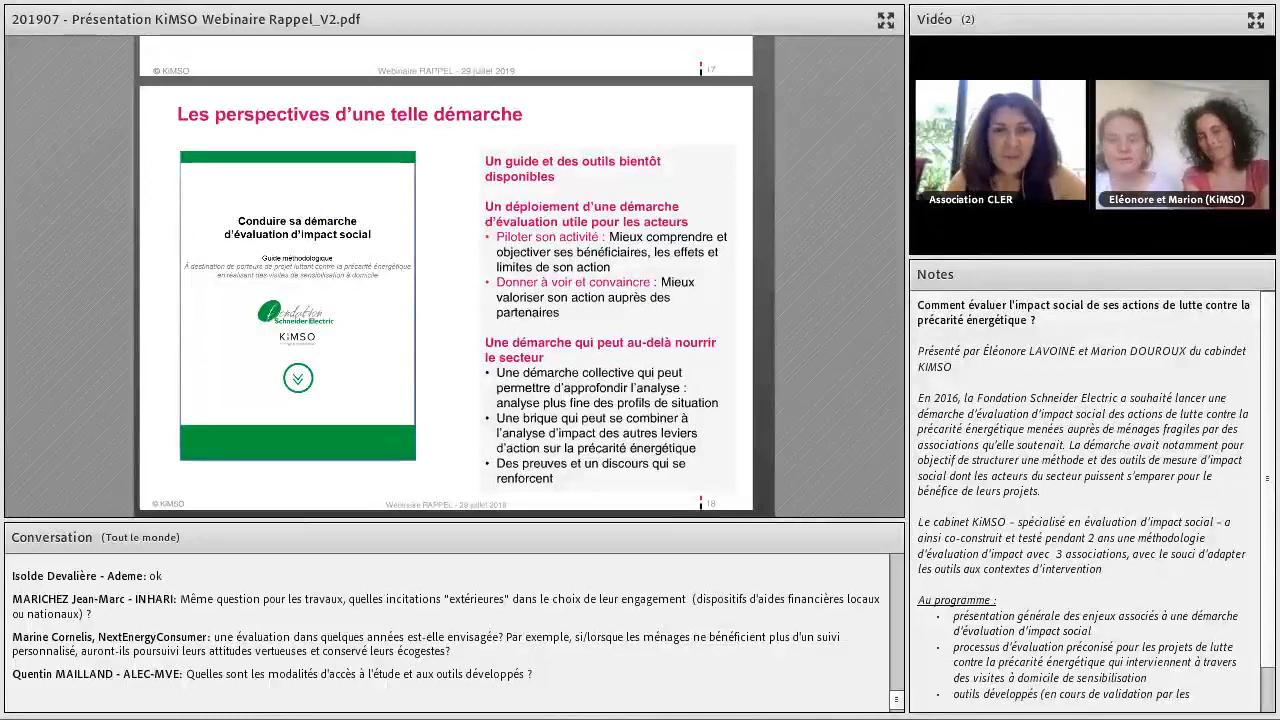 201907 - Présentation KiMSO Webinaire Rappel_V2.pdf
© KiMSO
Webinaire RAPPEL - 29 juillet 2019
17
Les perspectives d'une telle démarche
Conduire sa démarche
d'évaluation d'impact social
Guide méthodologique
À destination de porteurs de projet luttant contre la précarité énergétique
en réalisant des visites de sensibilisation à domicile
Fondation
Schneider Electric
KiMSO
Un guide et des outils bientôt
disponibles
Un déploiement d'une démarche
d'évaluation utile pour les acteurs
• Piloter son activité : Mieux comprendre et
objectiver ses bénéficiaires, les effets et
limites de son action
• Donner à voir et convaincre : Mieux
valoriser son action auprès des
partenaires
Une démarche qui peut au-delà nourrir
le secteur
• Une démarche collective qui peut
permettre d'approfondir l'analyse :
analyse plus fine des profils de situation
• Une brique qui peut se combiner à
l'analyse d'impact des autres leviers
d'action sur la précarité énergétique
• Des preuves et un discours qui se
renforcent
© KiMSO
Webinaire RAPPEL - 29 juillet 2019
18
Vidéo (2)
Association CLER
Eléonore et Marion (KiMSO)
Notes
Comment évaluer l'impact social de ses actions de lutte contre la
précarité énergétique ?
Présenté par Eléonore LAVOINE et Marion DOUROUX du cabindet
KIMSO
En 2016, la Fondation Schneider Electric a souhaité lancer une
démarche d'évaluation d'impact social des actions de lutte contre la
précarité énergétique menées auprès de ménages fragiles par des
associations qu'elle soutenait. La démarche avait notamment pour
objectif de structurer une méthode et des outils de mesure d'impact
social dont les acteurs du secteur puissent s'emparer pour le
bénéfice de leurs projets.
Le cabinet KiMSO – spécialisé en évaluation d'impact social – a
ainsi co-construit et testé pendant 2 ans une méthodologie
d'évaluation d'impact avec 3 associations, avec le souci d'adapter
les outils aux contextes d'intervention
Au programme :
• présentation générale des enjeux associés à une démarche
d'évaluation d'impact social
• processus d'évaluation préconisé pour les projets de lutte
contre la précarité énergétique qui interviennent à travers
des visites à domicile de sensibilisation
• outils développés (en cours de validation par les
Conversation (Tout le monde)
Isolde Devalière - Ademe: ok
MARICHEZ Jean-Marc - INHARI: Même question pour les travaux, quelles incitations "extérieures" dans le choix de leur engagement (dispositifs d'aides financières locaux
ou nationaux) ?
Marine Cornelis, NextEnergyConsumer: une évaluation dans quelques années est-elle envisagée? Par exemple, si/lorsque les ménages ne bénéficient plus d'un suivi
personnalisé, auront-ils poursuivi leurs attitudes vertueuses et conservé leurs écogestes?
Quentin MAILLAND - ALEC-MVE: Quelles sont les modalités d'accès à l'étude et aux outils développés ?